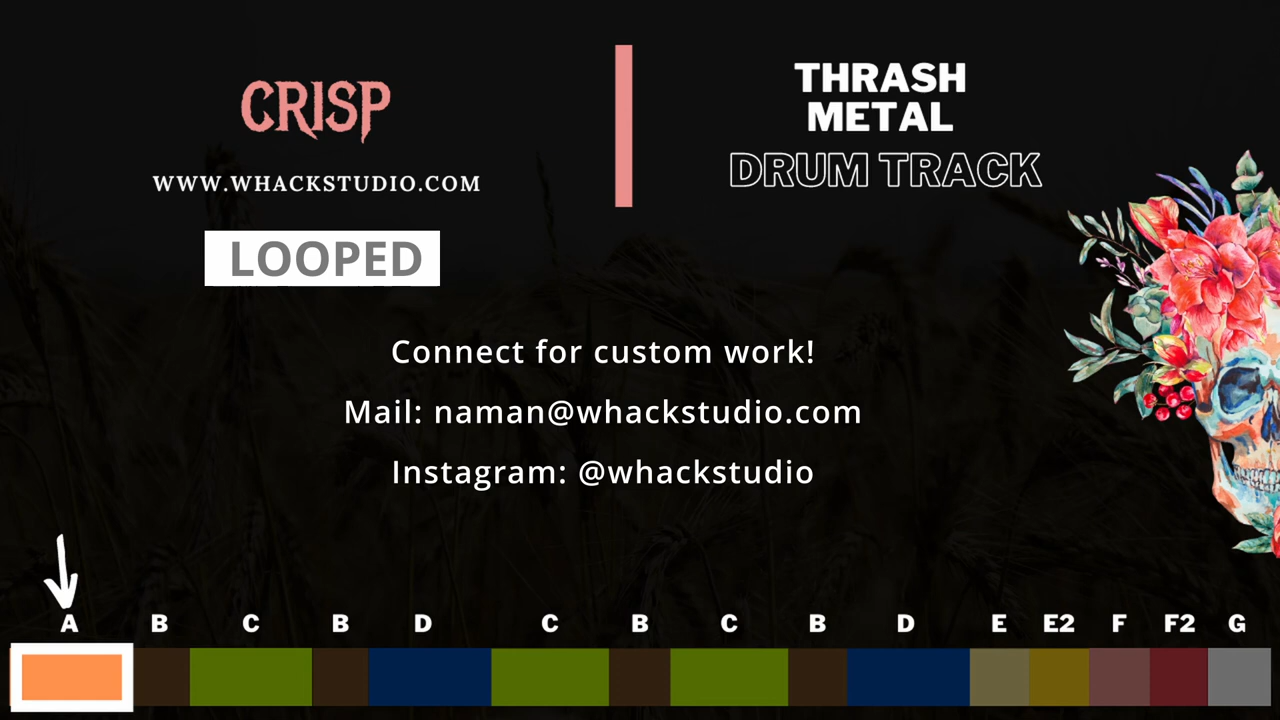 CRISP
WWW.WHACKSTUDIO.COM
LOOPED
THRASH
METAL
DRUM TRACK
Connect for custom work!
Mail: naman@whackstudio.com
Instagram: @whackstudio
A B C B D C B C B D E E2 F F2 G